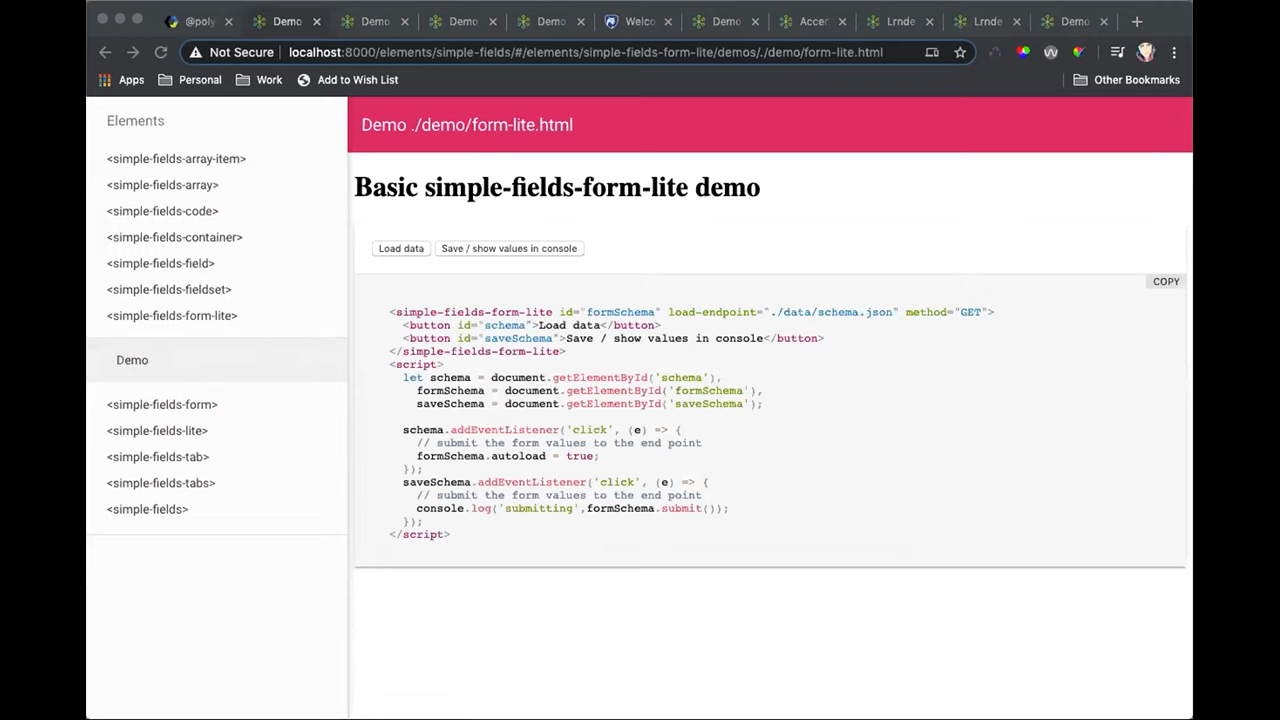 @poly
Demo
Demo
Demo
Demo
Welco
Demo
Accer
Lrnde
Lrnde
Demo
Not Secure
localhost:8000/elements/simple-fields/#/elements/simple-fields-form-lite/demos/./demo/form-lite.html
Apps
Personal
Work
Add to Wish List
Other Bookmarks
Elements
<simple-fields-array-item>
<simple-fields-array>
<simple-fields-code>
<simple-fields-container>
<simple-fields-field>
<simple-fields-fieldset>
<simple-fields-form-lite>
Demo
<simple-fields-form>
<simple-fields-lite>
<simple-fields-tab>
<simple-fields-tabs>
<simple-fields>
Demo ./demo/form-lite.html
Basic simple-fields-form-lite demo
Load data
Save / show values in console
COPY
<simple-fields-form-lite id="formSchema" load-endpoint="./data/schema.json" method="GET">
<button id="schema">Load data</button>
<button id="saveSchema">Save / show values in console</button>
</simple-fields-form-lite>
<script>
let schema = document.getElementById('schema'),
formSchema = document.getElementById('formSchema'),
saveSchema = document.getElementById('saveSchema');
schema.addEventListener('click', (e) => {
// submit the form values to the end point
formSchema.autoload = true;
});
saveSchema.addEventListener('click', (e) => {
// submit the form values to the end point
console.log('submitting',formSchema.submit());
});
</script>